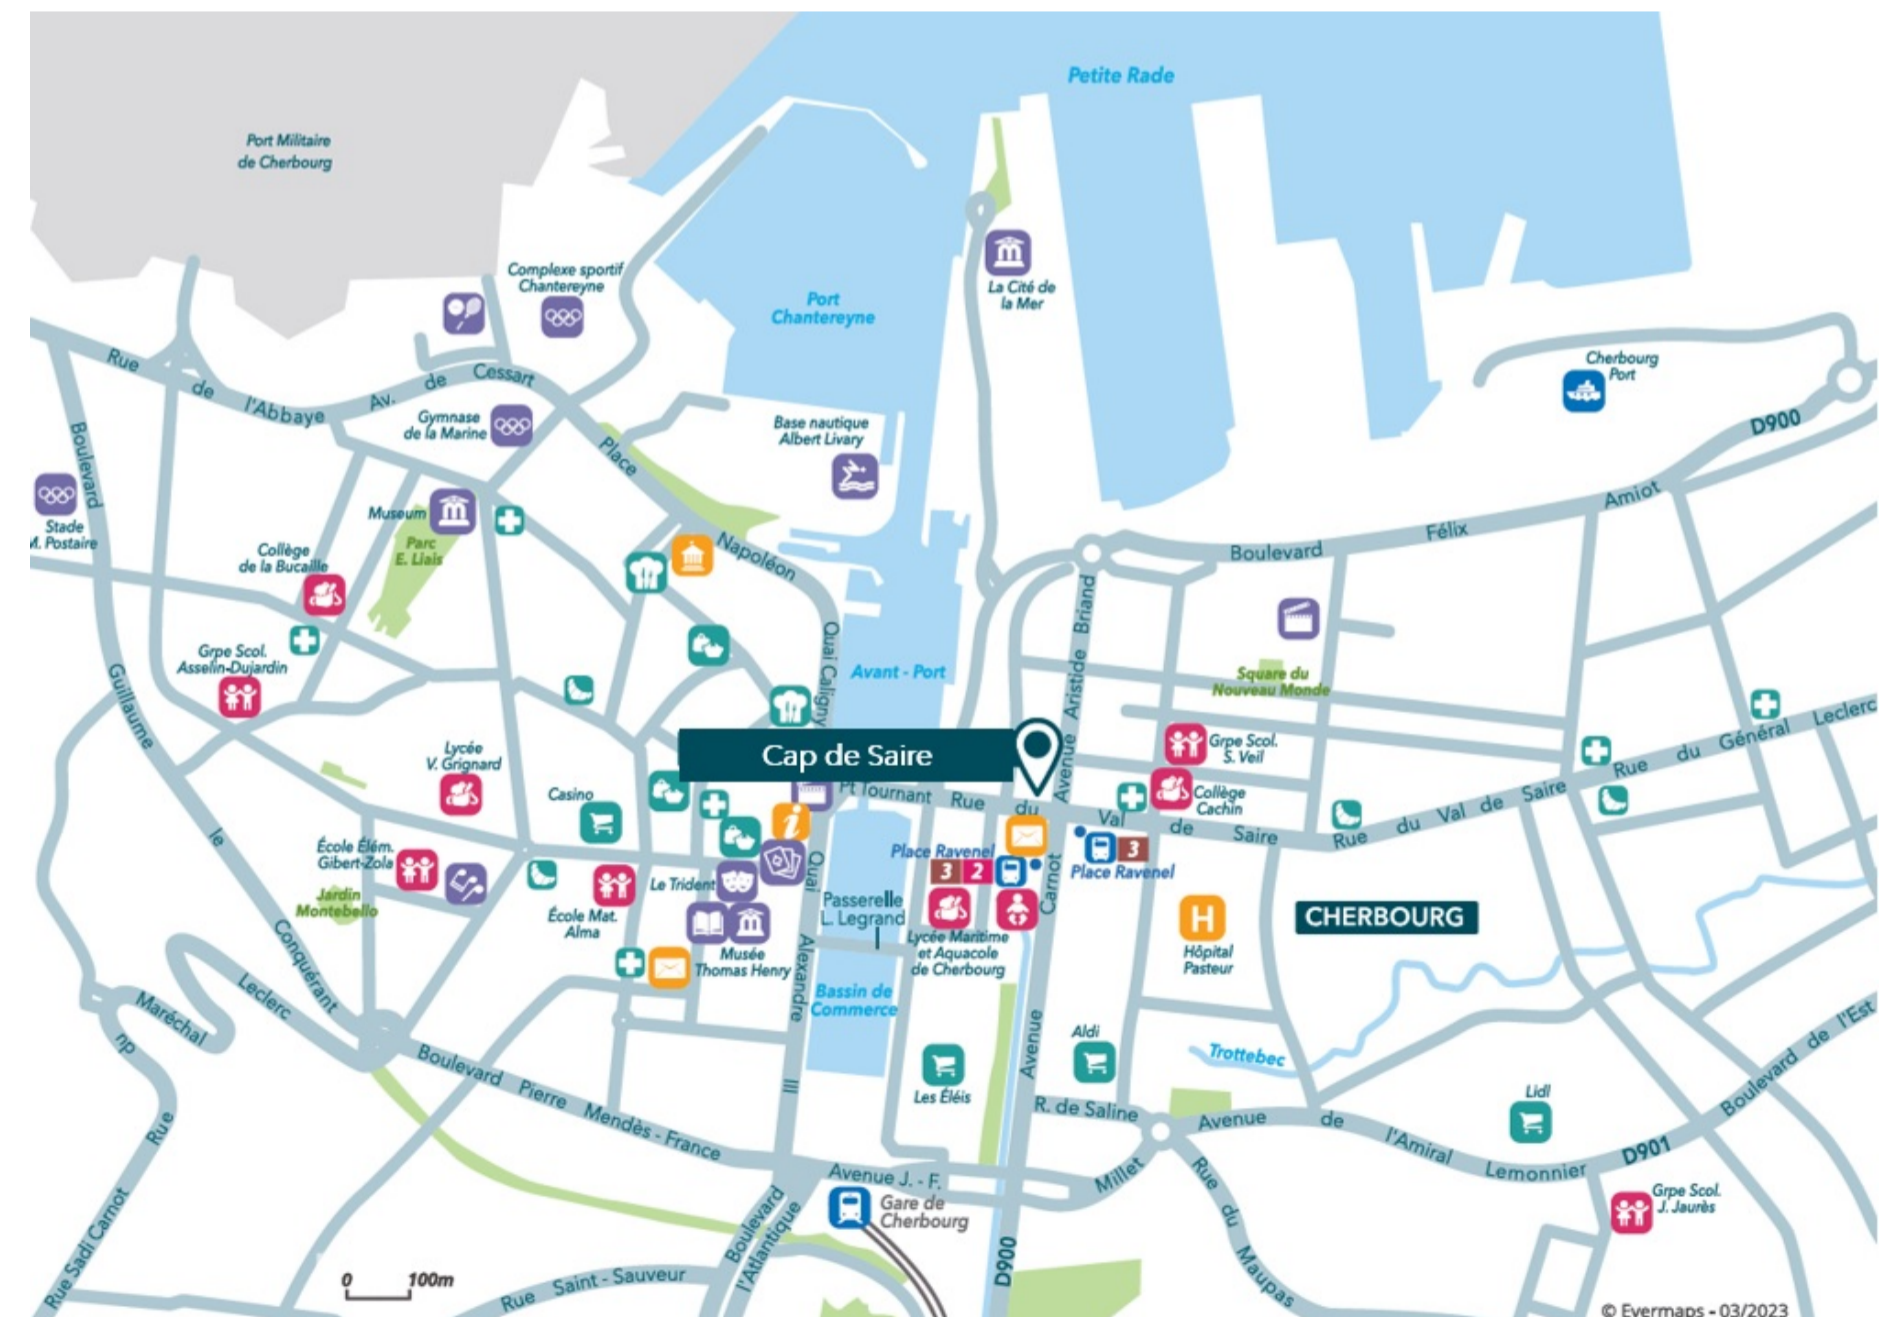 Petite Rade
Port Militaire
de Cherbourg
Complexe sportif
Chantereyne
La Cité de
la Mer
Port
Chantereyne
Cherbourg
Port
Rue de l'Abbaye
Av. de Cessart
Gymnase
de la Marine
Base nautique
Albert Livary
D900
Boulevard
Place
Napoléon
Stade
M. Postaire
Museum
Parc
E. Liais
Collège
de la Bucaille
Boulevard Félix Amiot
Grpe Scol.
Asselin-Dujardin
Quai Caligny
Avant - Port
Avenue Aristide Briand
Square du
Nouveau Monde
Guillaume
le
Conquérant
Lycée
V. Grignard
Cap de Saire
Grpe Scol.
S. Veil
Collège
Cachin
Rue du Général Leclerc
Casino
Pt Tournant
Rue du Val de Saire
Rue du Val de Saire
École Élém.
Gibert-Zola
Jardin
Montebello
École Mat.
Alma
Le Trident
i
Place Ravenel
3 2
3
Place Ravenel
Quai
Alexandre
III
Passerelle
L. Legrand
Carnot
Avenue
Lycée Maritime
et Aquacole
de Cherbourg
H
Hôpital
Pasteur
CHERBOURG
Musée
Thomas Henry
Bassin de
Commerce
Maréchal
Leclerc
du
Rue
Rue Sadi Carnot
Boulevard Pierre Mendès - France
Les Éléis
Aldi
Trottebec
Lidl
R. de Saline
Avenue de l'Amiral Lemonnier
D901
Boulevard de l'Est
Avenue J. - F.
Millet
Gare de
Cherbourg
Rue du Maupas
Grpe Scol.
J. Jaurès
Boulevard
l'Atlantique
Rue Saint - Sauveur
D900
0 100m
© Evermaps - 03/2023